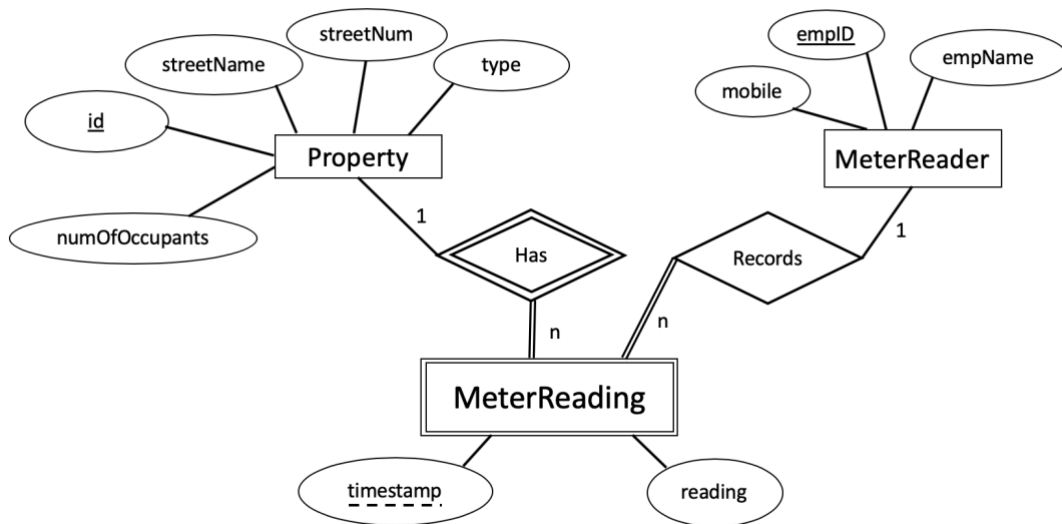 streetNum
streetName
type
id
Property
numOfOccupants
empID
empName
mobile
MeterReader
1
Has
n
1
Records
n
MeterReading
timestamp
reading